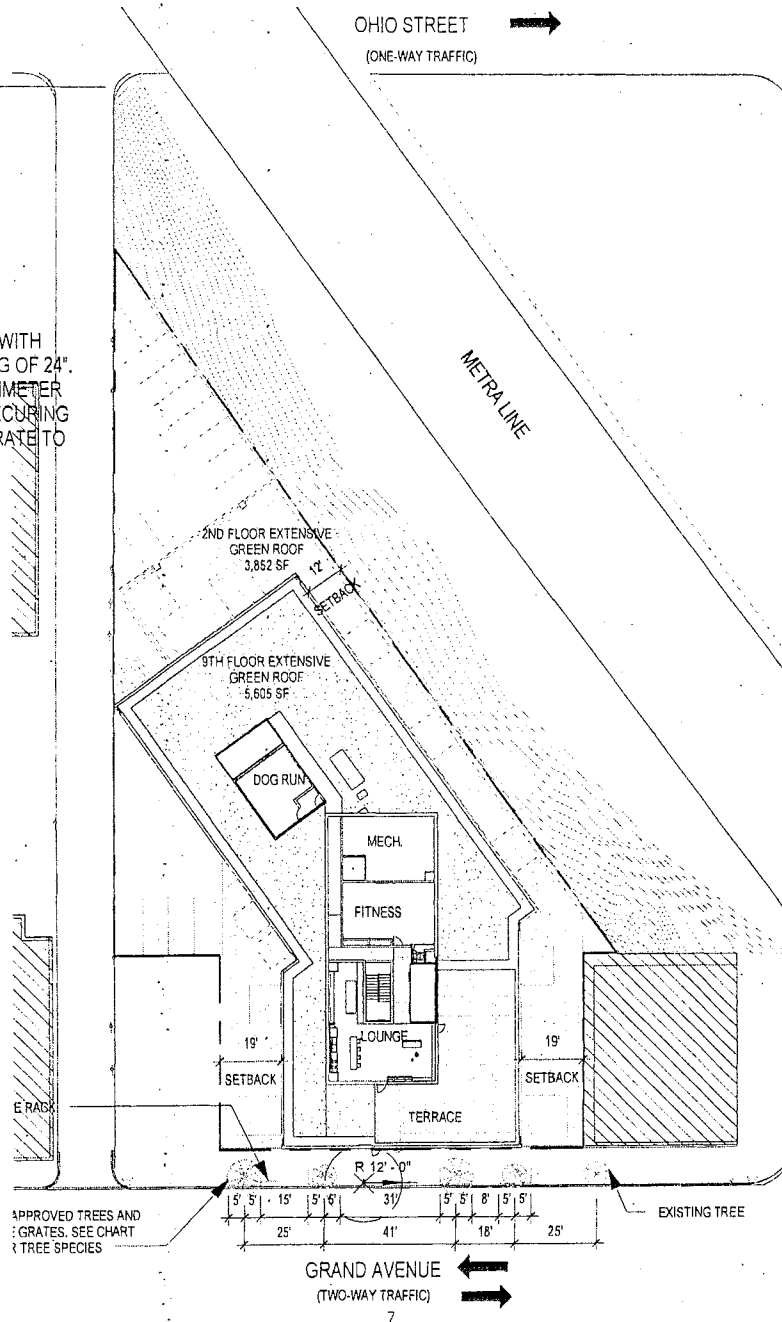 OHIO STREET
(ONE-WAY TRAFFIC)
WITH
G OF 24".
IMETER
ECURING
RATE TO
METRA LINE
2ND FLOOR EXTENSIVE
GREEN ROOF
3,852 SF
12'
SETBACK
9TH FLOOR EXTENSIVE
GREEN ROOF
5,605 SF
DOG RUN
MECH.
FITNESS
LOUNGE
19'
SETBACK
19'
SETBACK
TERRACE
E RACK
R 12' - 0"
5' 5' 15' 5' 6' 31' 5' 5' 8' 5' 5'
25' 41' 18' 25'
APPROVED TREES AND
E GRATES. SEE CHART
R TREE SPECIES
EXISTING TREE
GRAND AVENUE
(TWO-WAY TRAFFIC)
7